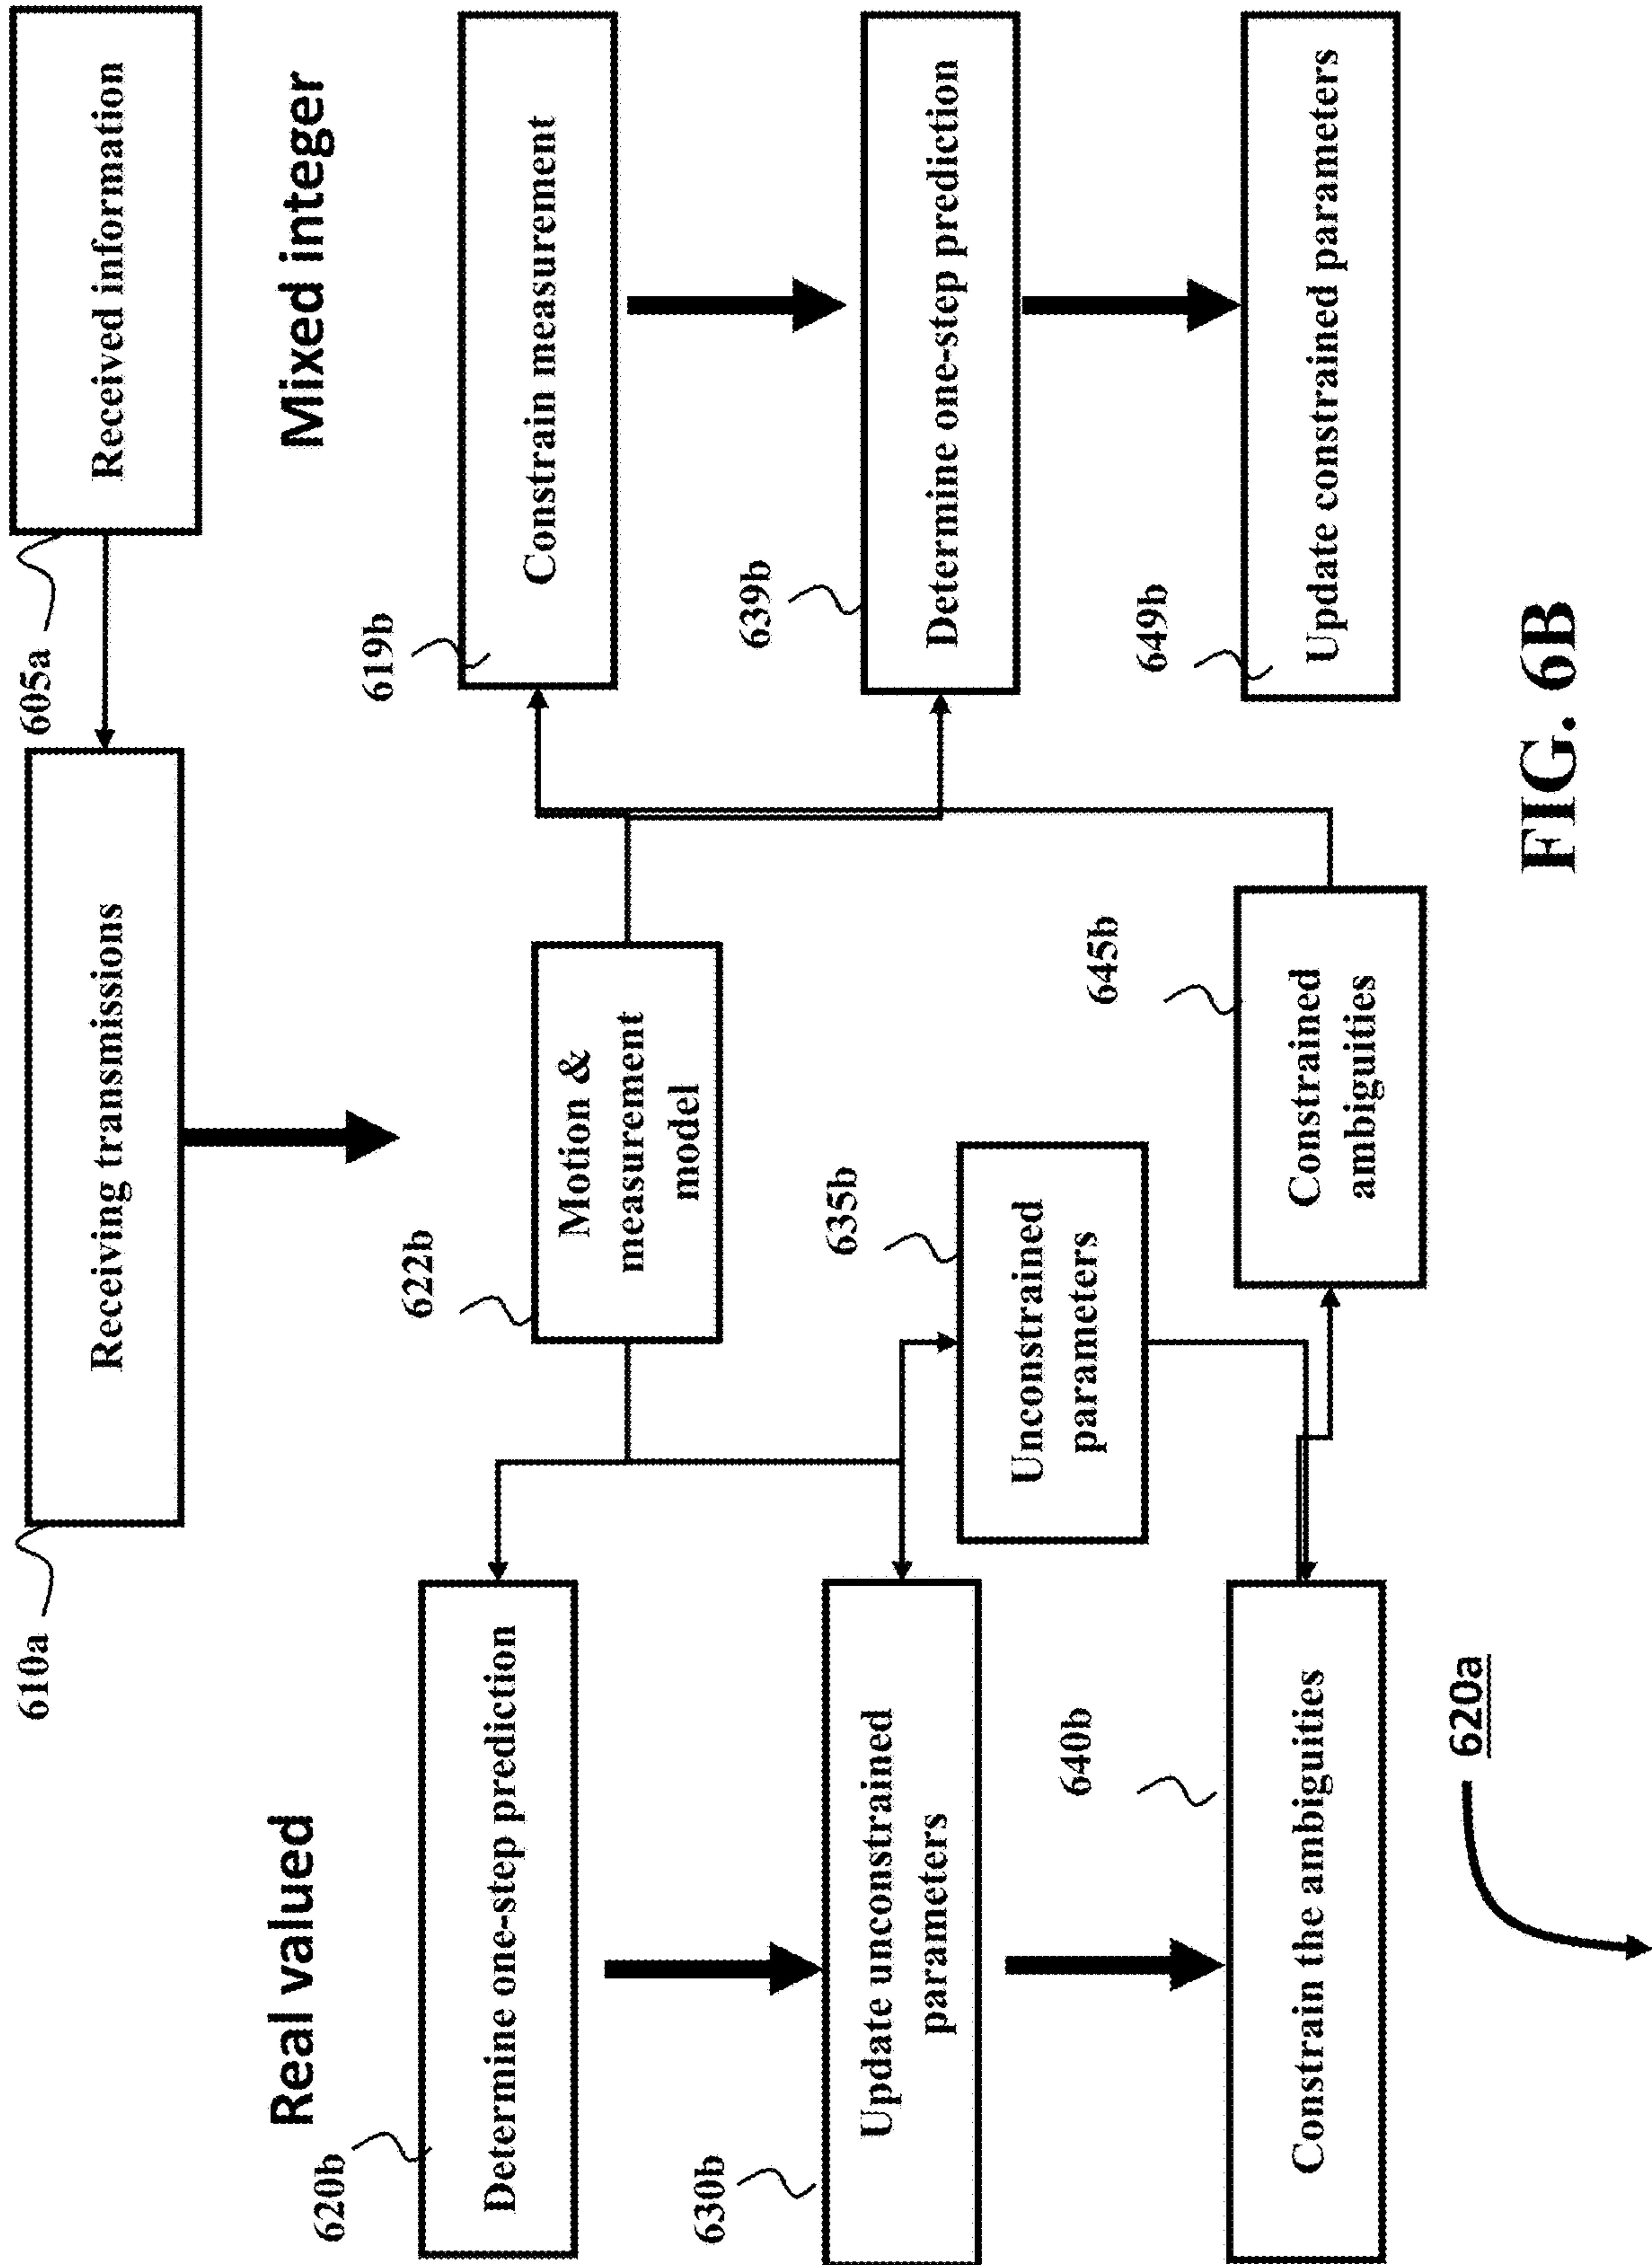 610a
Receiving transmissions
605a
Received information
Real valued
Mixed integer
620b
Determine one-step prediction
622b
Motion &
measurement
model
619b
Constrain measurement
630b
Update unconstrained
parameters
635b
Unconstrained
parameters
639b
Determine one-step prediction
640b
Constrain the ambiguities
645b
Constrained
ambiguities
649b
Update constrained parameters
620a
FIG. 6B